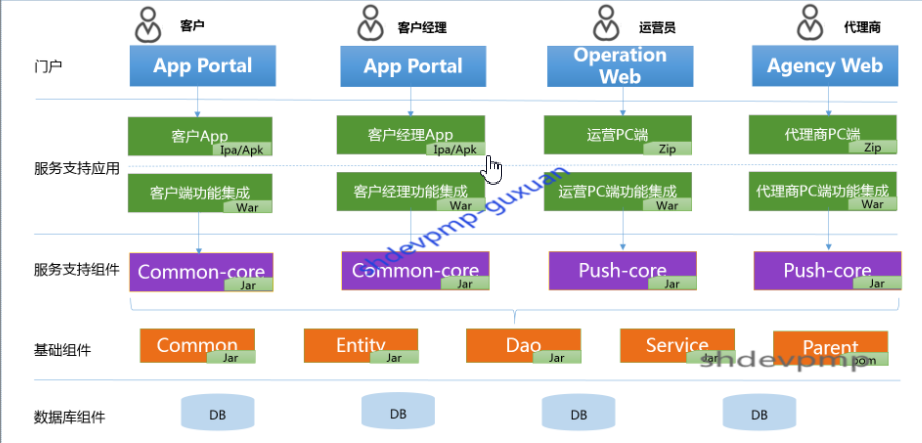 客户
客户经理
运营员
代理商
门户
App Portal
App Portal
Operation
Web
Agency Web
服务支持应用
客户App
Ipa/Apk
客户经理App
Ipa/Apk
运营PC端
Zip
代理商PC端
Zip
客户端功能集成
War
客户经理功能集成
War
运营PC端功能集成
War
代理商PC端功能集成
War
shdevpmp-guxuan
服务支持组件
Common-core
Jar
Common-core
Jar
Push-core
Jar
Push-core
Jar
基础组件
Common
Jar
Entity
Jar
Dao
Jar
Service
Jar
Parent
pom
shdevpmp
数据库组件
DB
DB
DB
DB